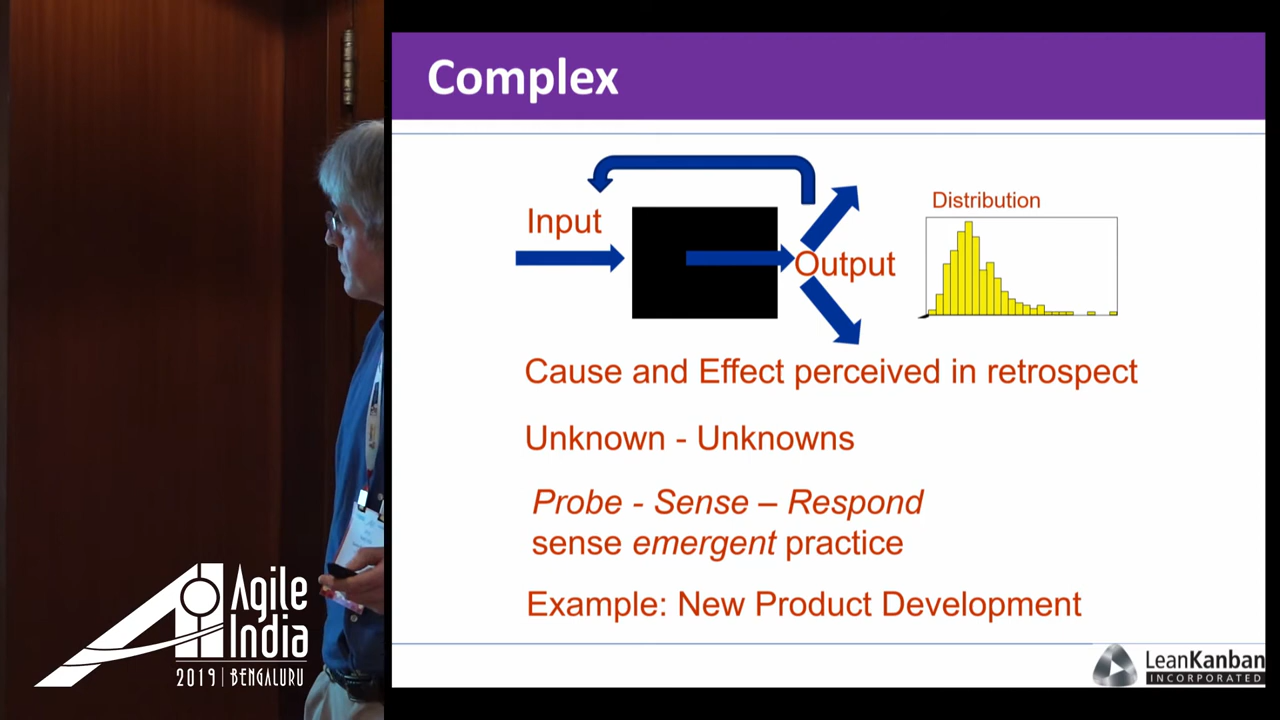 Complex
Input
Output
Distribution
Cause and Effect perceived in retrospect
Unknown - Unknowns
Probe - Sense – Respond
sense emergent practice
Example: New Product Development
LeanKanban
INCORPORATED
Agile
India
2019 | BENGALURU